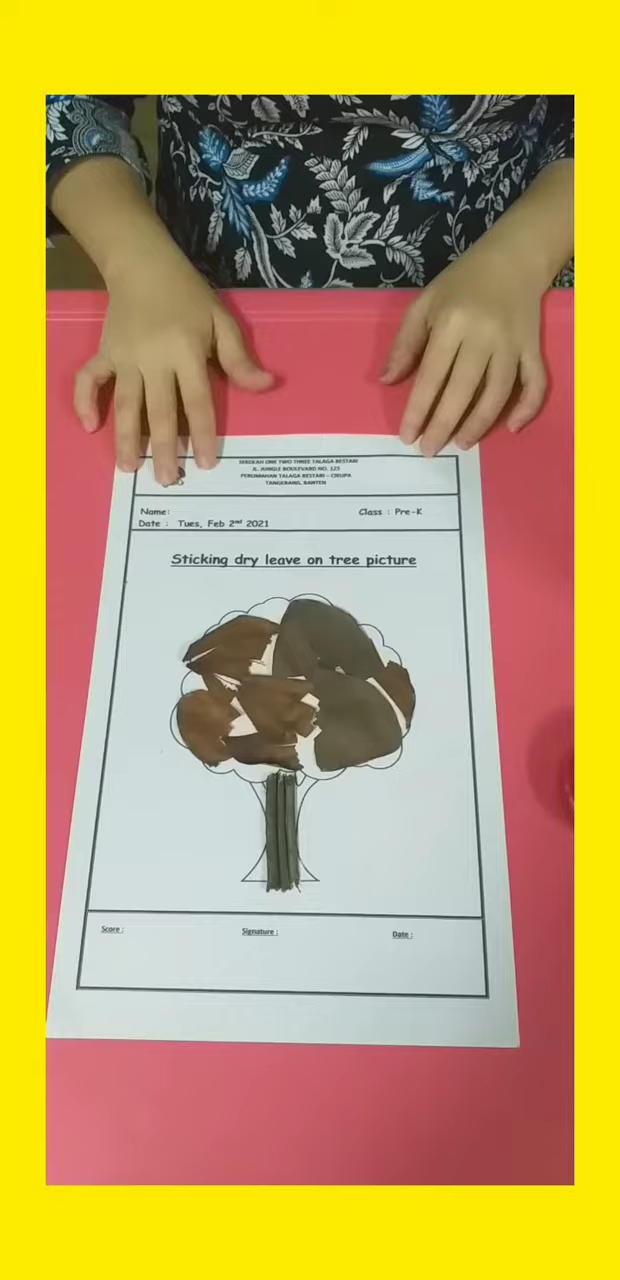 SEKOLAH ONE TWO THREE TALAGA BESTARI
JL. JUNGLE BOULEVARD NO. 123
PERUMAHAN TALAGA BESTARI – CIKUPA
TANGERANG, BANTEN
Name: Class : Pre-K
Date : Tues, Feb 2nd 2021
Sticking dry leave on tree picture
Score : Signature : Date :